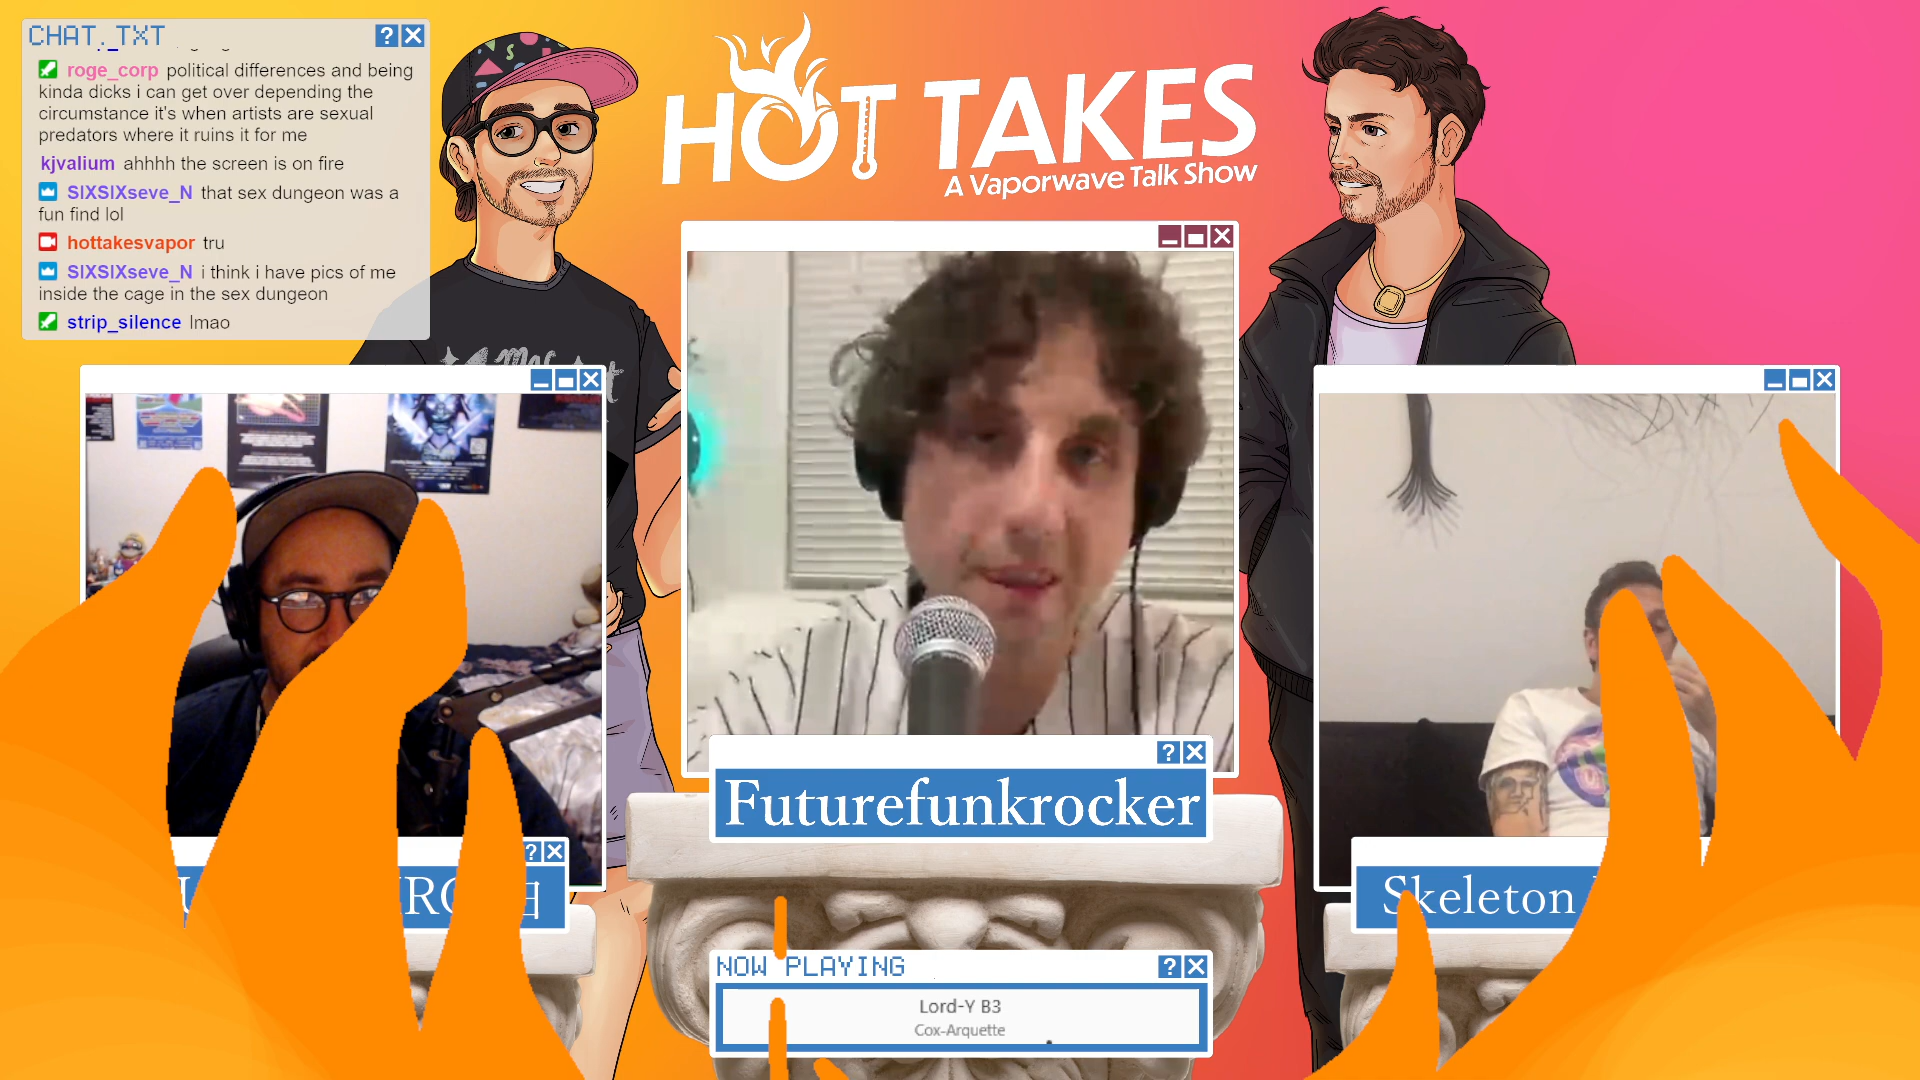 CHAT.TXT
roge_corp political differences and being
kinda dicks i can get over depending the
circumstance it's when artists are sexual
predators where it ruins it for me
kjvalium ahhhh the screen is on fire
SIXSIXseve_N that sex dungeon was a
fun find lol
hottakesvapor tru
SIXSIXseve_N i think i have pics of me
inside the cage in the sex dungeon
strip_silence lmao
HOT TAKES
A Vaporwave Talk Show
Futurefunkrocker
Skeleton
NOW PLAYING
Lord-Y B3
Cox-Arquette